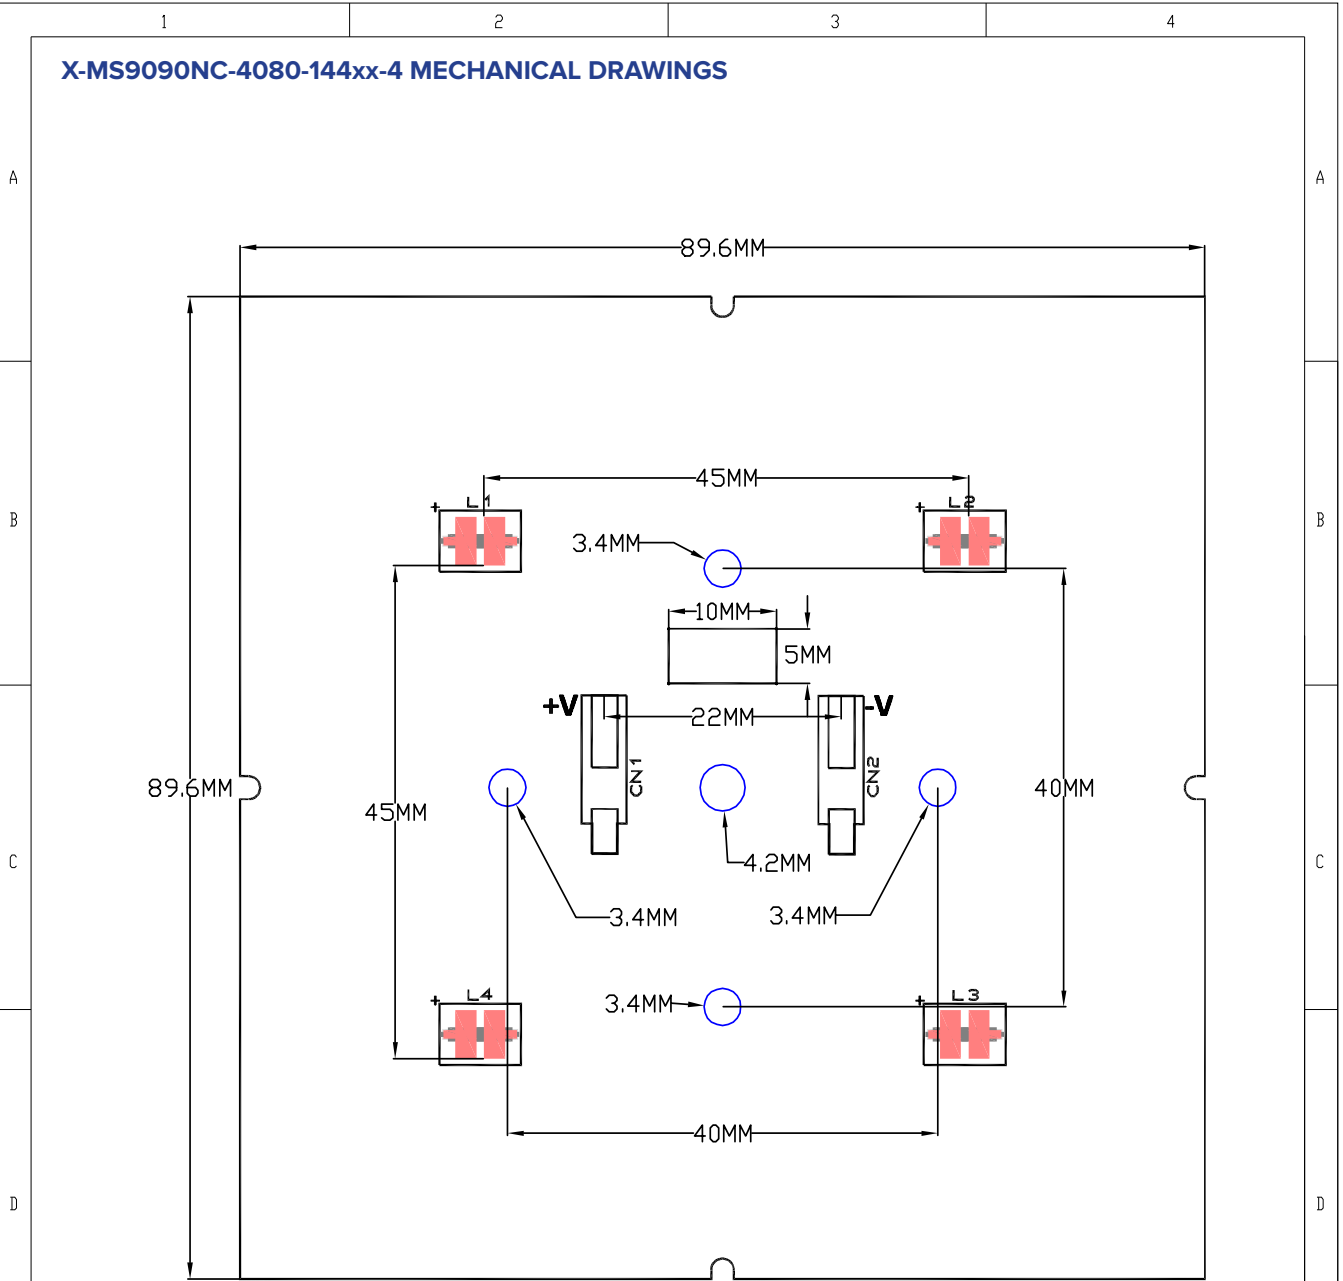 1 2 3 4
X-MS9090NC-4080-144xx-4 MECHANICAL DRAWINGS
A A
89.6MM
45MM
L1 L2
+ +
B B
3.4MM
10MM
5MM
+V -V
22MM
CN1 CN2
89.6MM 40MM
45MM
C C
4.2MM
3.4MM 3.4MM
L4 L3
+ +
3.4MM
40MM
D D